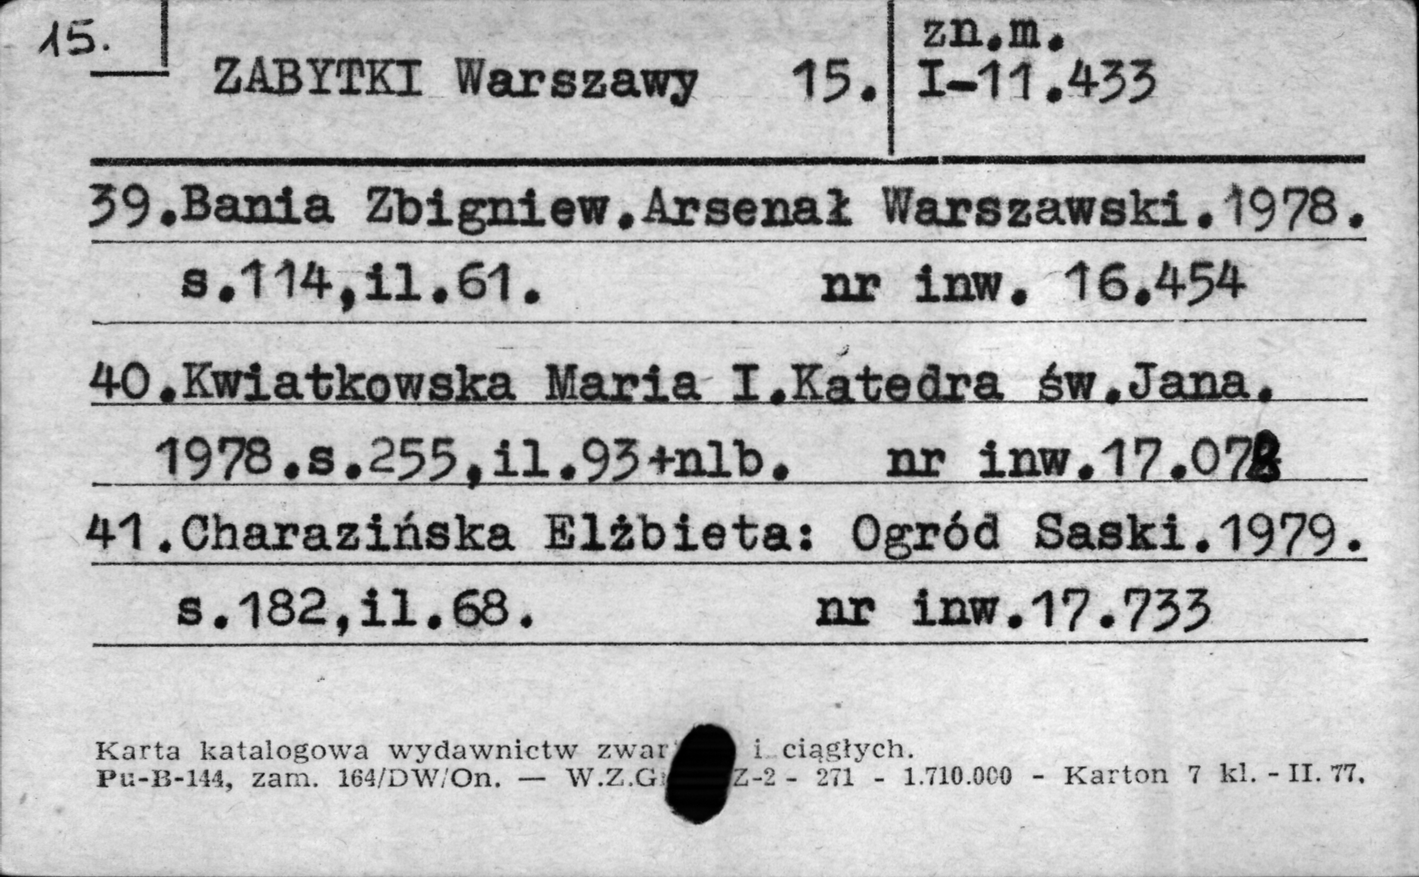 15.
ZABYTKI Warszawy 15.
zn.m.
I-11.433
39.Bania Zbigniew.Arsenał Warszawski.1978.
s.114,il.61. nr inw. 16.454
40.Kwiatkowska Maria I.Katedra św.Jana.
1978.s.255,il.93+nlb. nr inw.17.072
41.Charazińska Elżbieta: Ogród Saski.1979.
s.182,il.68. nr inw.17.733
Karta katalogowa wydawnictw i ciągłych.
Pu-B-144, zam. 164/DW/On. — Z-2 - 271 - 1.710.000 - Karton 7 kl. - II. 77.